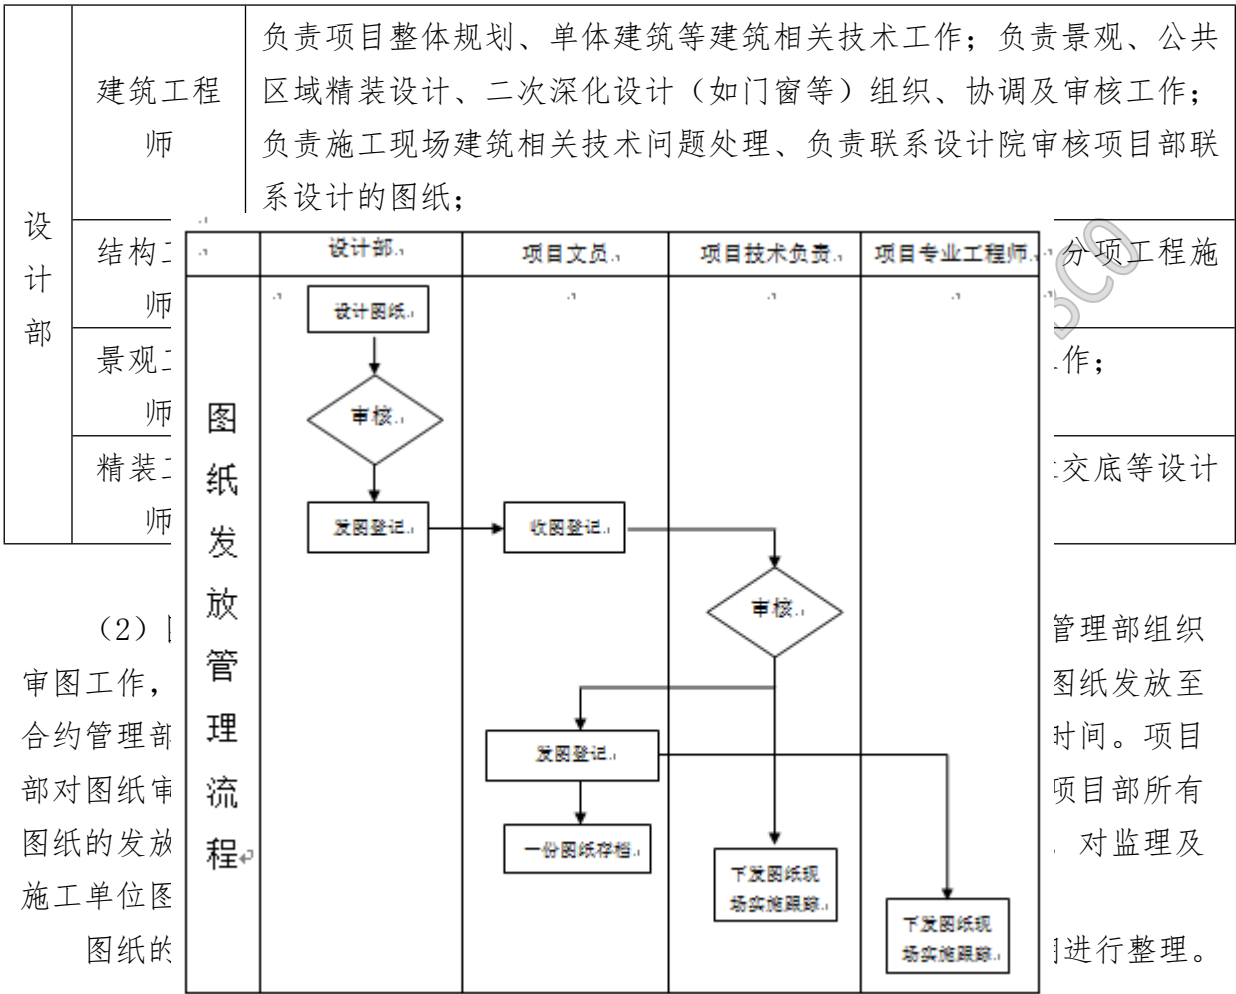 负责项目整体规划、单体建筑等建筑相关技术工作；负责景观、公共
建筑工程
区域精装设计、二次深化设计（如门窗等）组织、协调及审核工作；
师
负责施工现场建筑相关技术问题处理、负责联系设计院审核项目部联
系设计的图纸；
设
计
部
结构
师
分项工程施
景观
师
作；
精装
师
交底等设计
设计部
项目文员
项目技术负责
项目专业工程师
图
纸
发
放
管
理
流
程
设计图纸
审核
发图登记
收图登记
审核
发图登记
一份图纸存档
下发图纸现
场实施跟踪
下发图纸现
场实施跟踪
（2）
管理部组织
审图工作，
图纸发放至
合约管理部
时间。项目
部对图纸审
项目部所有
图纸的发放
对监理及
施工单位图
图纸的
进行整理。